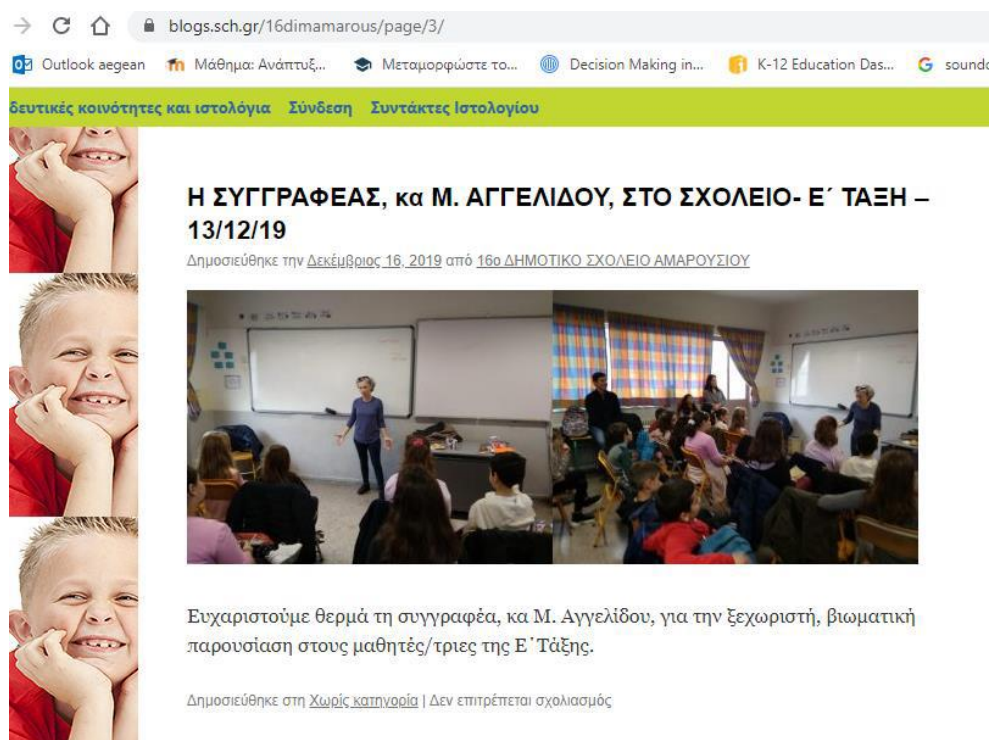 blogs.sch.gr/16dimamarous/page/3/
Outlook aegean Μάθημα: Ανάπτυξ... Μεταμορφώστε το... Decision Making in... K-12 Education Das... G soundc
δευτικές κοινότητες και ιστολόγια Σύνδεση Συντάκτες Ιστολογίου
Η ΣΥΓΓΡΑΦΕΑΣ, κα Μ. ΑΓΓΕΛΙΔΟΥ, ΣΤΟ ΣΧΟΛΕΙΟ- Ε΄ ΤΑΞΗ –
13/12/19
Δημοσιεύθηκε την Δεκέμβριος 16, 2019 από 16ο ΔΗΜΟΤΙΚΟ ΣΧΟΛΕΙΟ ΑΜΑΡΟΥΣΙΟΥ
Ευχαριστούμε θερμά τη συγγραφέα, κα Μ. Αγγελίδου, για την ξεχωριστή, βιωματική
παρουσίαση στους μαθητές/τριες της Ε΄Τάξης.
Δημοσιεύθηκε στη Χωρίς κατηγορία | Δεν επιτρέπεται σχολιασμός